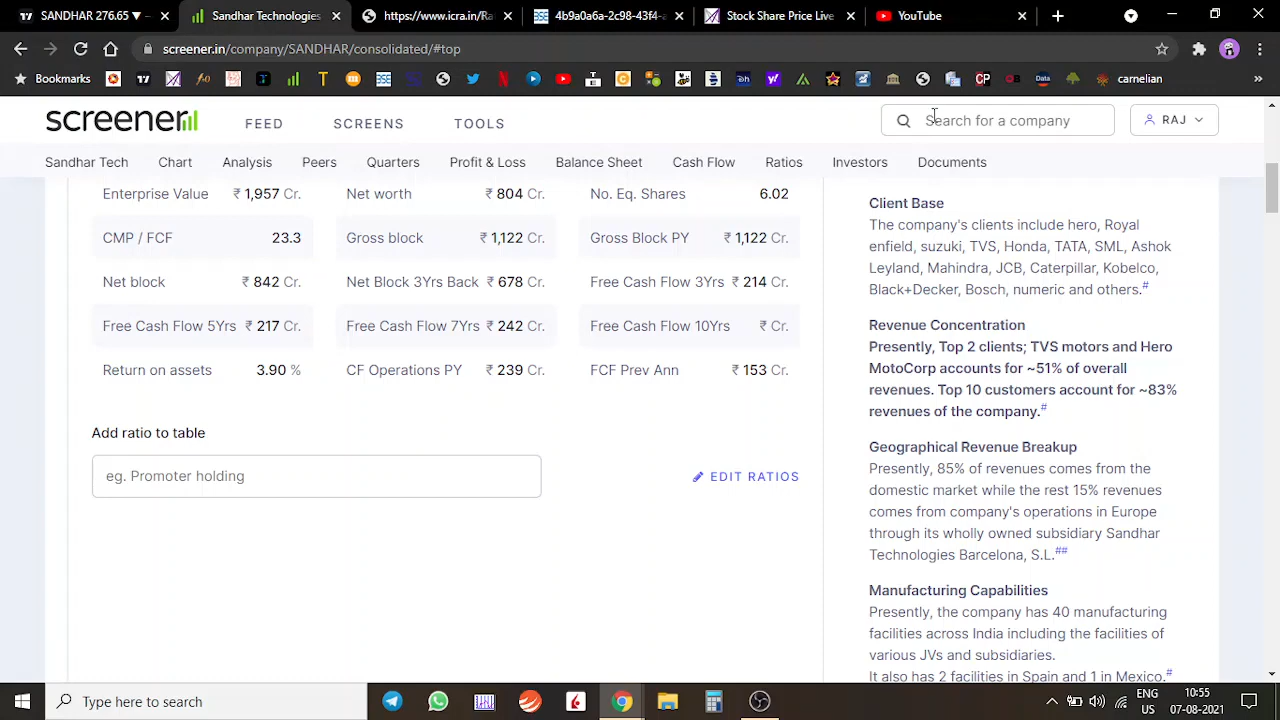 SANDHAR 276.65
Sandhar Technologies
https://www.icra.in/Ra
4b9a0a6a-2c98-43f4-
Stock Share Price Live
YouTube
screener.in/company/SANDHAR/consolidated/#top
Bookmarks
carnelian
screener
FEED SCREENS TOOLS
Search for a company
RAJ
Sandhar Tech Chart Analysis Peers Quarters Profit & Loss Balance Sheet Cash Flow Ratios Investors Documents
Enterprise Value ₹ 1,957 Cr. Net worth ₹ 804 Cr. No. Eq. Shares 6.02
CMP / FCF 23.3 Gross block ₹ 1,122 Cr. Gross Block PY ₹ 1,122 Cr.
Net block ₹ 842 Cr. Net Block 3Yrs Back ₹ 678 Cr. Free Cash Flow 3Yrs ₹ 214 Cr.
Free Cash Flow 5Yrs ₹ 217 Cr. Free Cash Flow 7Yrs ₹ 242 Cr. Free Cash Flow 10Yrs ₹ Cr.
Return on assets 3.90 % CF Operations PY ₹ 239 Cr. FCF Prev Ann ₹ 153 Cr.
Add ratio to table
eg. Promoter holding
EDIT RATIOS
Client Base
The company's clients include hero, Royal
enfield, suzuki, TVS, Honda, TATA, SML, Ashok
Leyland, Mahindra, JCB, Caterpillar, Kobelco,
Black+Decker, Bosch, numeric and others.#
Revenue Concentration
Presently, Top 2 clients; TVS motors and Hero
MotoCorp accounts for ~51% of overall
revenues. Top 10 customers account for ~83%
revenues of the company.#
Geographical Revenue Breakup
Presently, 85% of revenues comes from the
domestic market while the rest 15% revenues
comes from company's operations in Europe
through its wholly owned subsidiary Sandhar
Technologies Barcelona, S.L.##
Manufacturing Capabilities
Presently, the company has 40 manufacturing
facilities across India including the facilities of
various JVs and subsidiaries.
It also has 2 facilities in Spain and 1 in Mexico.#
Type here to search
ENG
US
10:55
07-08-2021